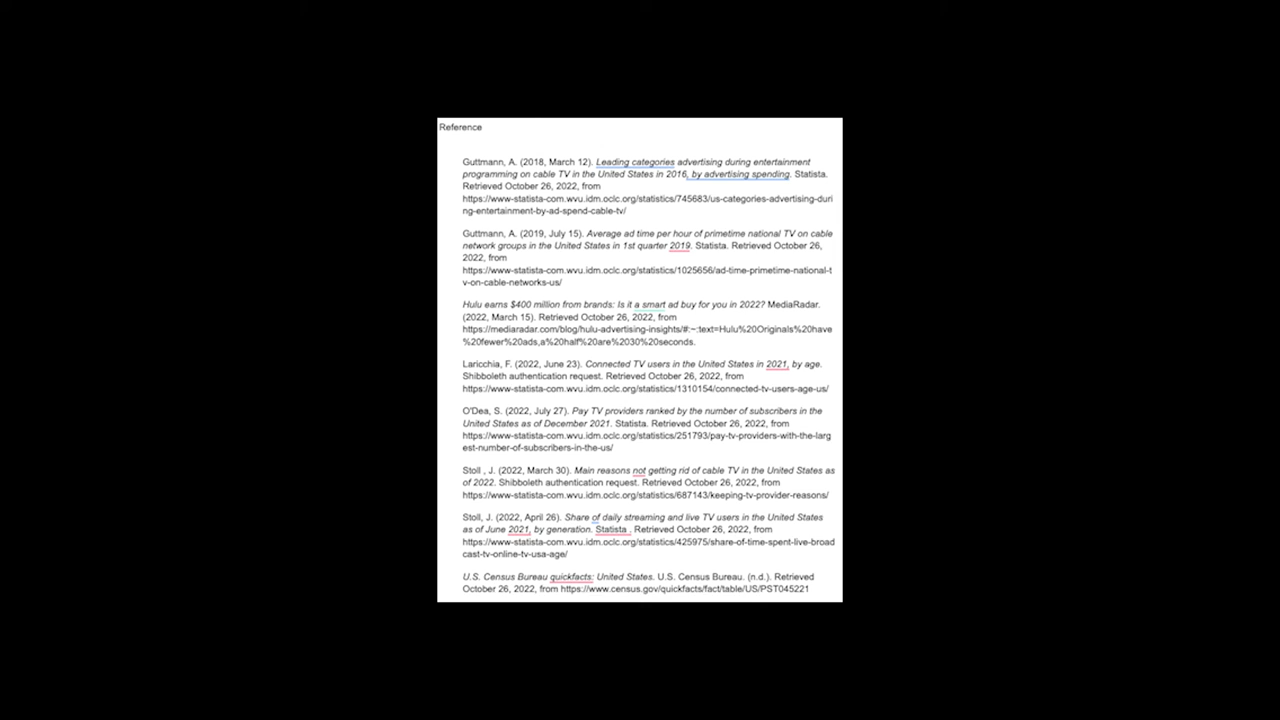 Reference
Guttmann, A. (2018, March 12). Leading categories advertising during entertainment
programming on cable TV in the United States in 2016, by advertising spending. Statista.
Retrieved October 26, 2022, from
https://www-statista-com.wvu.idm.oclc.org/statistics/745683/us-categories-advertising-duri
ng-entertainment-by-ad-spend-cable-tv/
Guttmann, A. (2019, July 15). Average ad time per hour of primetime national TV on cable
network groups in the United States in 1st quarter 2019. Statista. Retrieved October 26,
2022, from
https://www-statista-com.wvu.idm.oclc.org/statistics/1025656/ad-time-primetime-national-t
v-on-cable-networks-us/
Hulu earns $400 million from brands: Is it a smart ad buy for you in 2022? MediaRadar.
(2022, March 15). Retrieved October 26, 2022, from
https://mediaradar.com/blog/hulu-advertising-insights/#:~:text=Hulu%20Originals%20have
%20fewer%20ads,a%20half%20are%2030%20seconds.
Laricchia, F. (2022, June 23). Connected TV users in the United States in 2021, by age.
Shibboleth authentication request. Retrieved October 26, 2022, from
https://www-statista-com.wvu.idm.oclc.org/statistics/1310154/connected-tv-users-age-us/
O'Dea, S. (2022, July 27). Pay TV providers ranked by the number of subscribers in the
United States as of December 2021. Statista. Retrieved October 26, 2022, from
https://www-statista-com.wvu.idm.oclc.org/statistics/251793/pay-tv-providers-with-the-larg
est-number-of-subscribers-in-the-us/
Stoll , J. (2022, March 30). Main reasons not getting rid of cable TV in the United States as
of 2022. Shibboleth authentication request. Retrieved October 26, 2022, from
https://www-statista-com.wvu.idm.oclc.org/statistics/687143/keeping-tv-provider-reasons/
Stoll, J. (2022, April 26). Share of daily streaming and live TV users in the United States
as of June 2021, by generation. Statista . Retrieved October 26, 2022, from
https://www-statista-com.wvu.idm.oclc.org/statistics/425975/share-of-time-spent-live-broad
cast-tv-online-tv-usa-age/
U.S. Census Bureau quickfacts: United States. U.S. Census Bureau. (n.d.). Retrieved
October 26, 2022, from https://www.census.gov/quickfacts/fact/table/US/PST045221